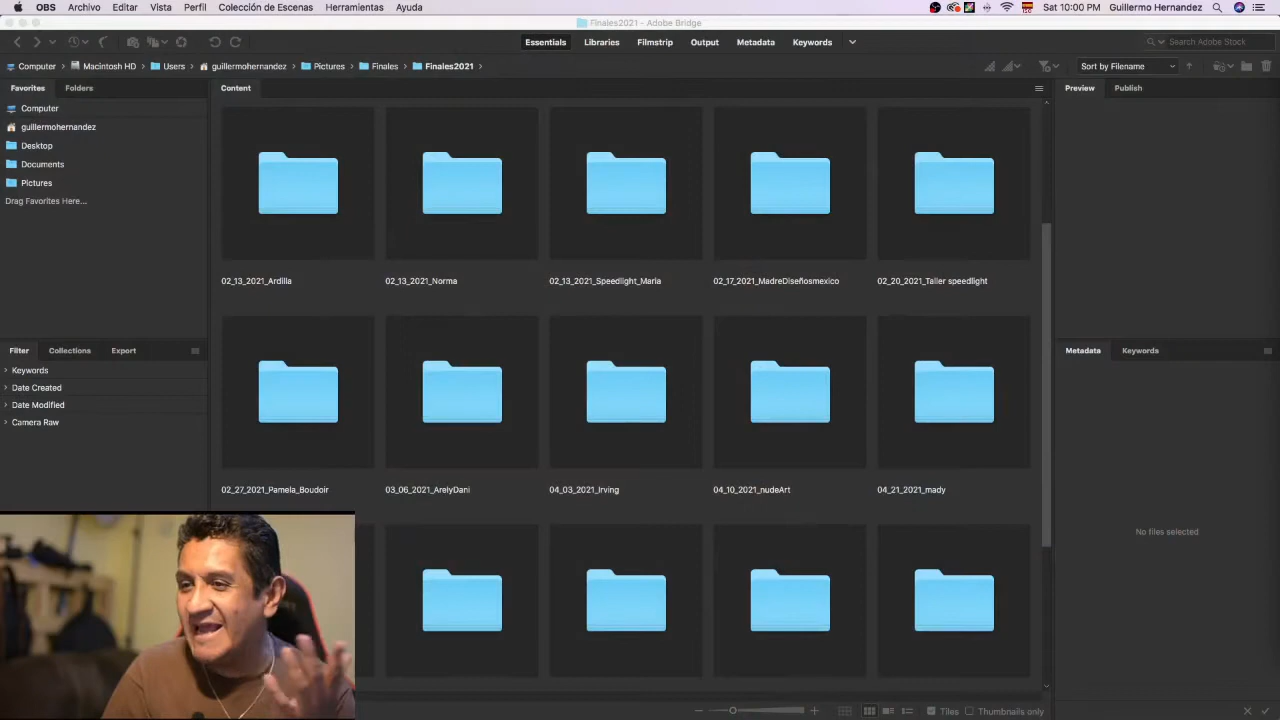 OBS Archivo Editar Vista Perfil Colección de Escenas Herramientas Ayuda Sat 10:00 PM Guillermo Hernandez
Finales2021 - Adobe Bridge
Essentials Libraries Filmstrip Output Metadata Keywords Search Adobe Stock
Computer Macintosh HD Users guillermohernandez Pictures Finales Finales2021 Sort by Filename
Favorites Folders Content Preview Publish
Computer
guillermohernandez
Desktop
Documents
Pictures
Drag Favorites Here...
02_13_2021_Ardilla 02_13_2021_Norma 02_13_2021_Speedlight_Maria 02_17_2021_MadreDiseñosmexico 02_20_2021_Taller speedlight
Filter Collections Export Metadata Keywords
Keywords
Date Created
Date Modified
Camera Raw
02_27_2021_Pamela_Boudoir 03_06_2021_ArelyDani 04_03_2021_Irving 04_10_2021_nudeArt 04_21_2021_mady
No files selected
Tiles Thumbnails only